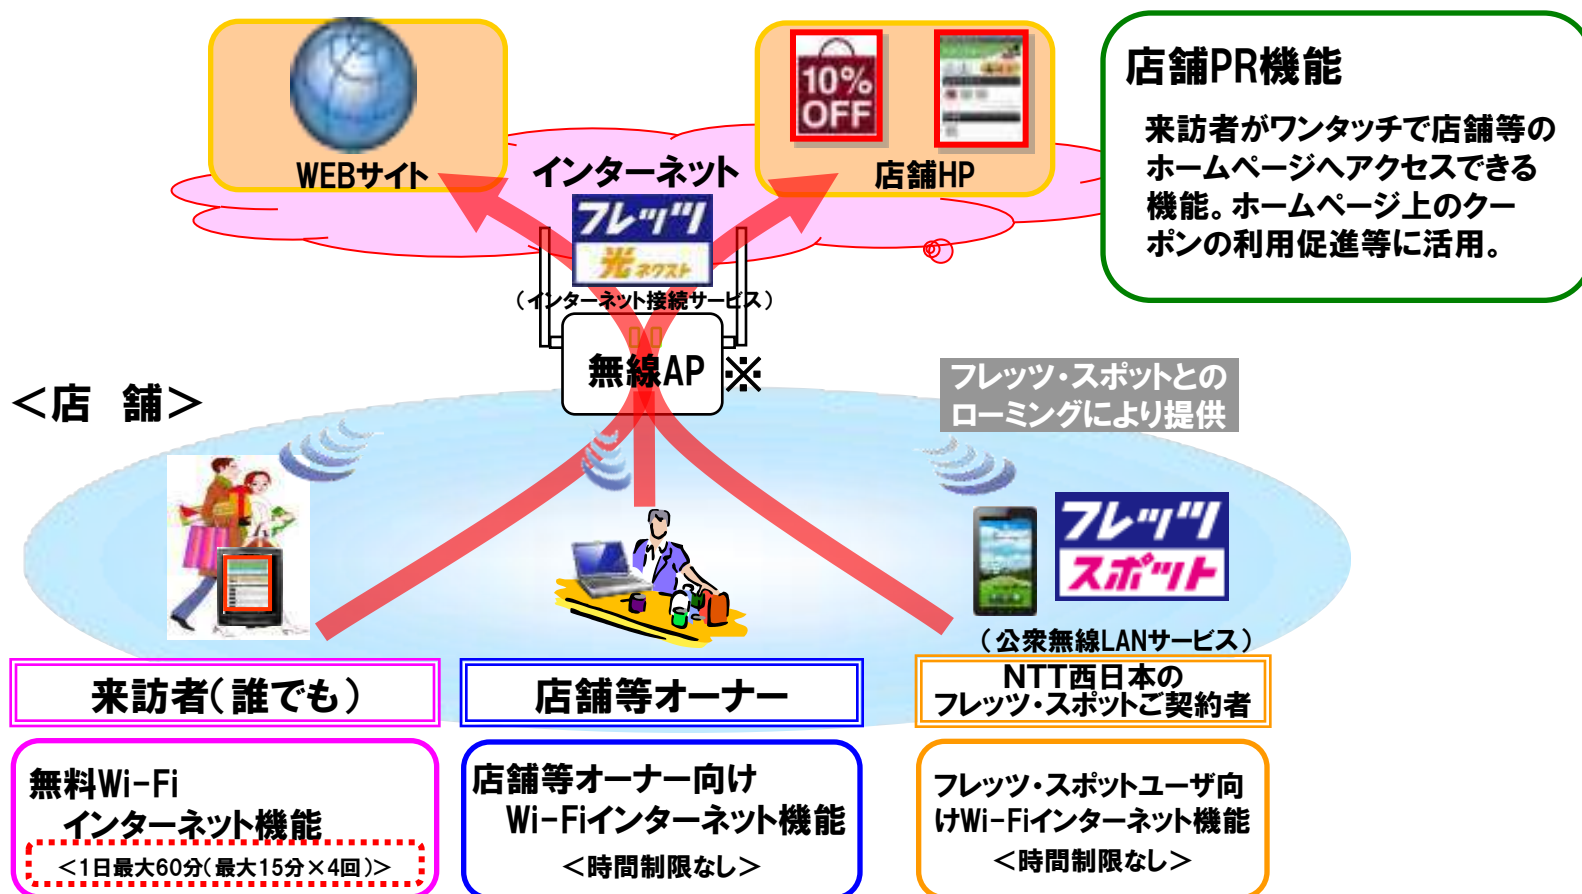 店舗PR機能
来訪者がワンタッチで店舗等の
ホームページへアクセスできる
機能。ホームページ上のクー
ポンの利用促進等に活用。
10%
OFF
WEBサイト
インターネット
店舗HP
フレッツ
光ネクスト
（インターネット接続サービス）
無線AP
※
＜店　舗＞
フレッツ・スポットとの
ローミングにより提供
フレッツ
スポット
（公衆無線LANサービス）
来訪者（誰でも）
店舗等オーナー
NTT西日本の
フレッツ・スポットご契約者
無料Wi-Fi
インターネット機能
＜1日最大60分（最大15分×4回）＞
店舗等オーナー向け
Wi-Fiインターネット機能
＜時間制限なし＞
フレッツ・スポットユーザ向
けWi-Fiインターネット機能
＜時間制限なし＞